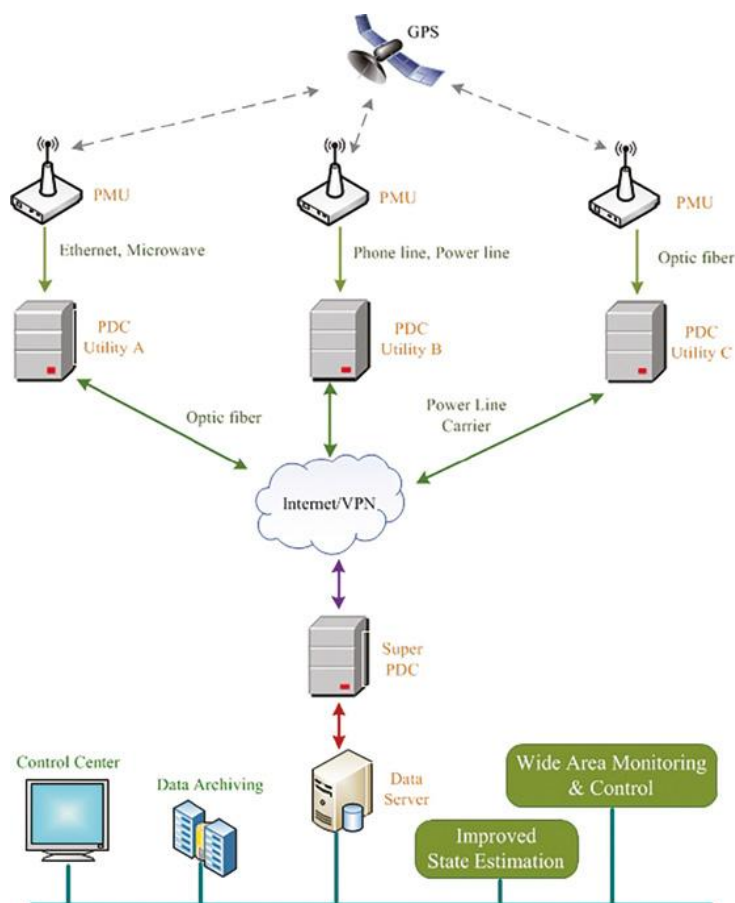 GPS
PMU
PMU
PMU
Ethernet, Microwave
Phone line, Power line
Optic fiber
PDC
Utility A
PDC
Utility B
PDC
Utility C
Optic fiber
Power Line
Carrier
Internet/VPN
Super
PDC
Control Center
Data Archiving
Data
Server
Wide Area Monitoring
& Control
Improved
State Estimation